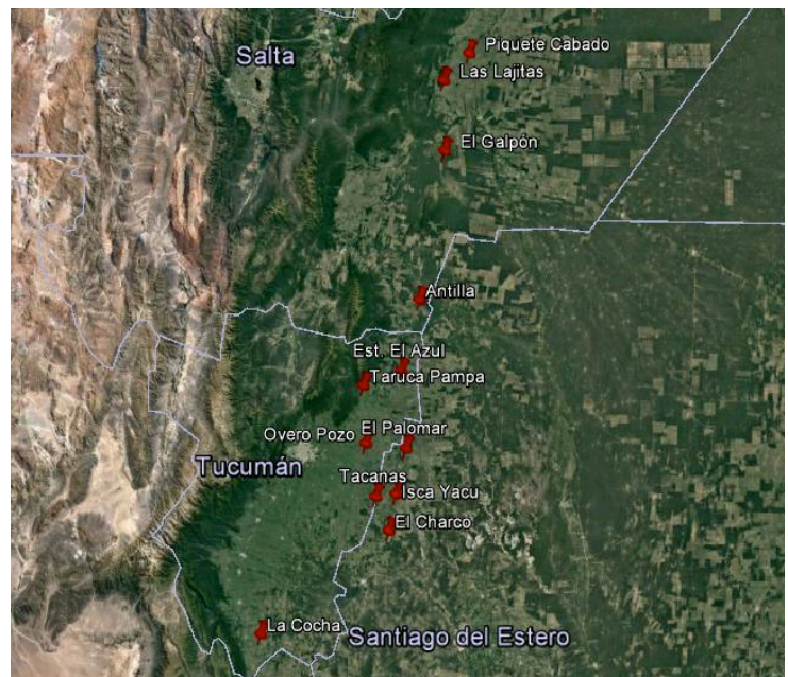 Piquete Cabado
Salta
Las Lajitas
El Galpón
Antilla
Est. El Azul
Taruca Pampa
Overo Pozo
El Palomar
Tucumán
Tacanas
Isca Yacu
El Charco
La Cocha
Santiago del Estero